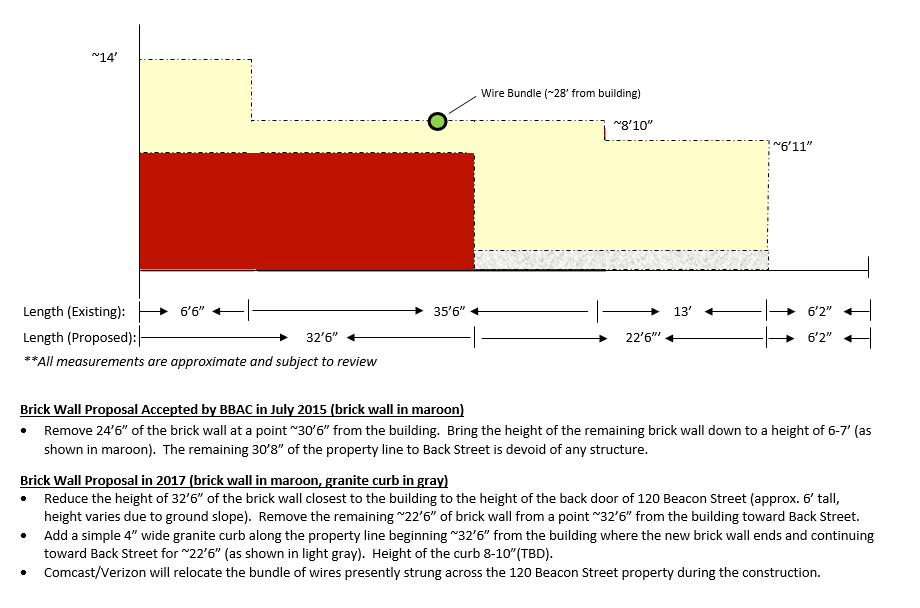 ~14’
Wire Bundle (~28’ from building)
~8’10”
~6’11”
Length (Existing): 6’6” 35’6” 13’ 6’2”
Length (Proposed): 32’6” 22’6”’ 6’2”
**All measurements are approximate and subject to review
Brick Wall Proposal Accepted by BBAC in July 2015 (brick wall in maroon)
• Remove 24’6” of the brick wall at a point ~30’6” from the building. Bring the height of the remaining brick wall down to a height of 6-7’ (as
shown in maroon). The remaining 30’8” of the property line to Back Street is devoid of any structure.
Brick Wall Proposal in 2017 (brick wall in maroon, granite curb in gray)
• Reduce the height of 32’6” of the brick wall closest to the building to the height of the back door of 120 Beacon Street (approx. 6’ tall,
height varies due to ground slope). Remove the remaining ~22’6” of brick wall from a point ~32’6” from the building toward Back Street.
• Add a simple 4” wide granite curb along the property line beginning ~32’6” from the building where the new brick wall ends and continuing
toward Back Street for ~22’6” (as shown in light gray). Height of the curb 8-10”(TBD).
• Comcast/Verizon will relocate the bundle of wires presently strung across the 120 Beacon Street property during the construction.